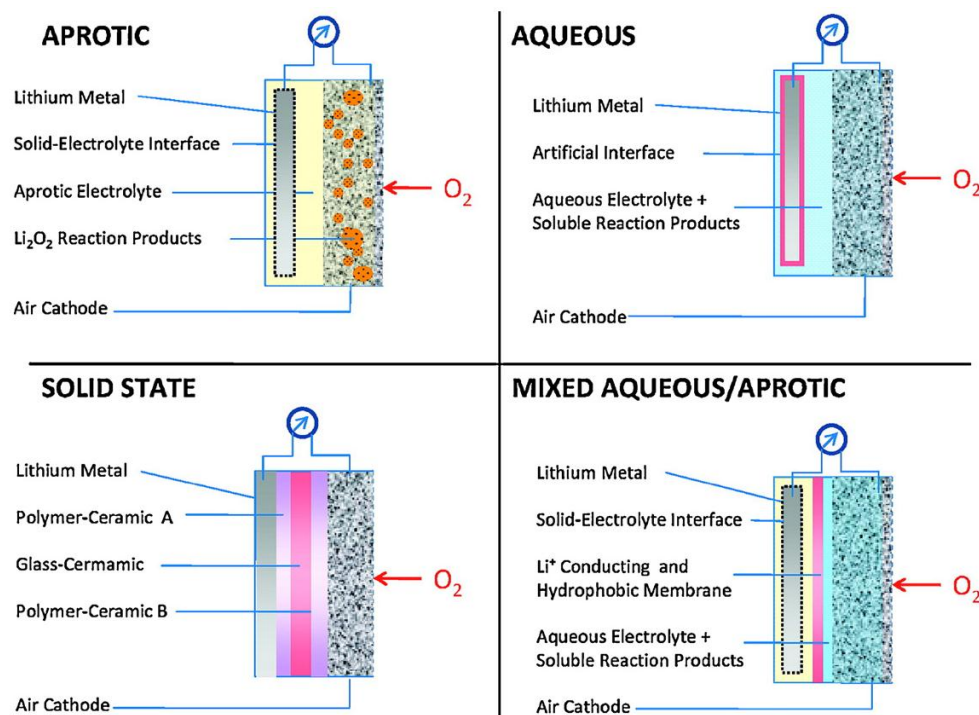 APROTIC
Lithium Metal
Solid-Electrolyte Interface
Aprotic Electrolyte
Li₂O₂ Reaction Products
Air Cathode
O₂
AQUEOUS
Lithium Metal
Artificial Interface
Aqueous Electrolyte +
Soluble Reaction Products
Air Cathode
O₂
SOLID STATE
Lithium Metal
Polymer-Ceramic A
Glass-Cermamic
Polymer-Ceramic B
Air Cathode
O₂
MIXED AQUEOUS/APROTIC
Lithium Metal
Solid-Electrolyte Interface
Li⁺ Conducting and
Hydrophobic Membrane
Aqueous Electrolyte +
Soluble Reaction Products
Air Cathode
O₂